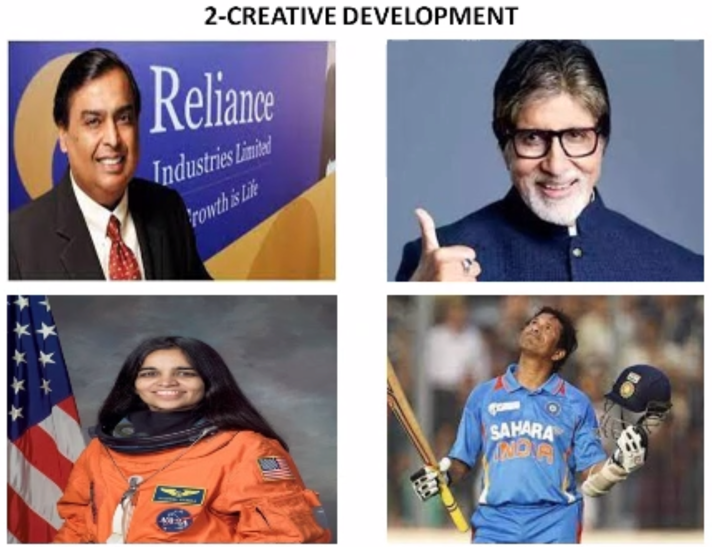 2-CREATIVE DEVELOPMENT
Reliance
Industries Limited
Growth is Life
NASA
SAHARA
INDIA